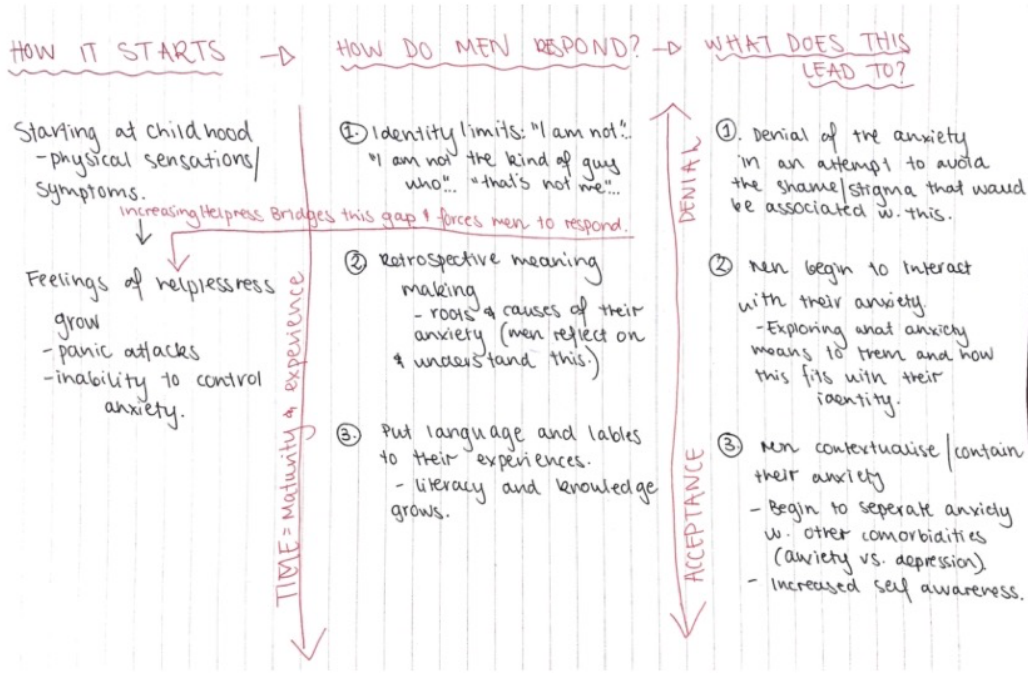 HOW IT STARTS → HOW DO MEN RESPOND? → WHAT DOES THIS
LEAD TO?
Starting at childhood
-physical sensations/
symptoms.
Increasing Helpress Bridges this gap & forces men to respond.
Feelings of helplessness
grow
-panic attacks
-inability to control
anxiety.
TIME = Maturity & experience
①. Identity limits: "I am not"..
"I am not the kind of guy
who".. "that's not me"...
② Retrospective meaning
making
- roots & causes of their
anxiety (men reflect on
& understand this.)
③. Put language and lables
to their experiences.
- literacy and knowledge
grows.
DENIAL
ACCEPTANCE
①. Denial of the anxiety
in an attempt to avoid
the shame/stigma that would
be associated w. this.
② Men begin to interact
with their anxiety.
-Exploring what anxiety
means to them and how
this fits with their
identity.
③. Men contextualise/contain
their anxiety
- Begin to seperate anxiety
w. other comorbidities
(anxiety vs. depression)
- Increased self awareness.